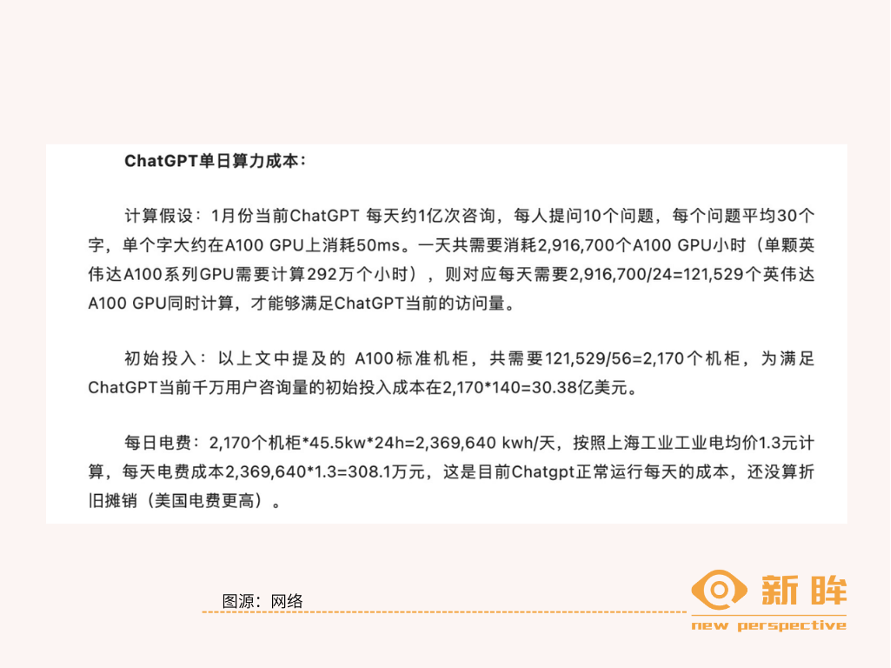 ChatGPT单日算力成本：
计算假设：1月份当前ChatGPT 每天约1亿次咨询，每人提问10个问题，每个问题平均30个
字，单个字大约在A100 GPU上消耗50ms。一天共需要消耗2,916,700个A100 GPU小时（单颗英
伟达A100系列GPU需要计算292万个小时），则对应每天需要2,916,700/24=121,529个英伟达
A100 GPU同时计算，才能够满足ChatGPT当前的访问量。
初始投入：以上文中提及的 A100标准机柜，共需要121,529/56=2,170个机柜，为满足
ChatGPT当前千万用户咨询量的初始投入成本在2,170*140=30.38亿美元。
每日电费：2,170个机柜*45.5kw*24h=2,369,640 kwh/天，按照上海工业工业电均价1.3元计
算，每天电费成本2,369,640*1.3=308.1万元，这是目前Chatgpt正常运行每天的成本，还没算折
旧摊销（美国电费更高）。
图源：网络
新眸
new perspective